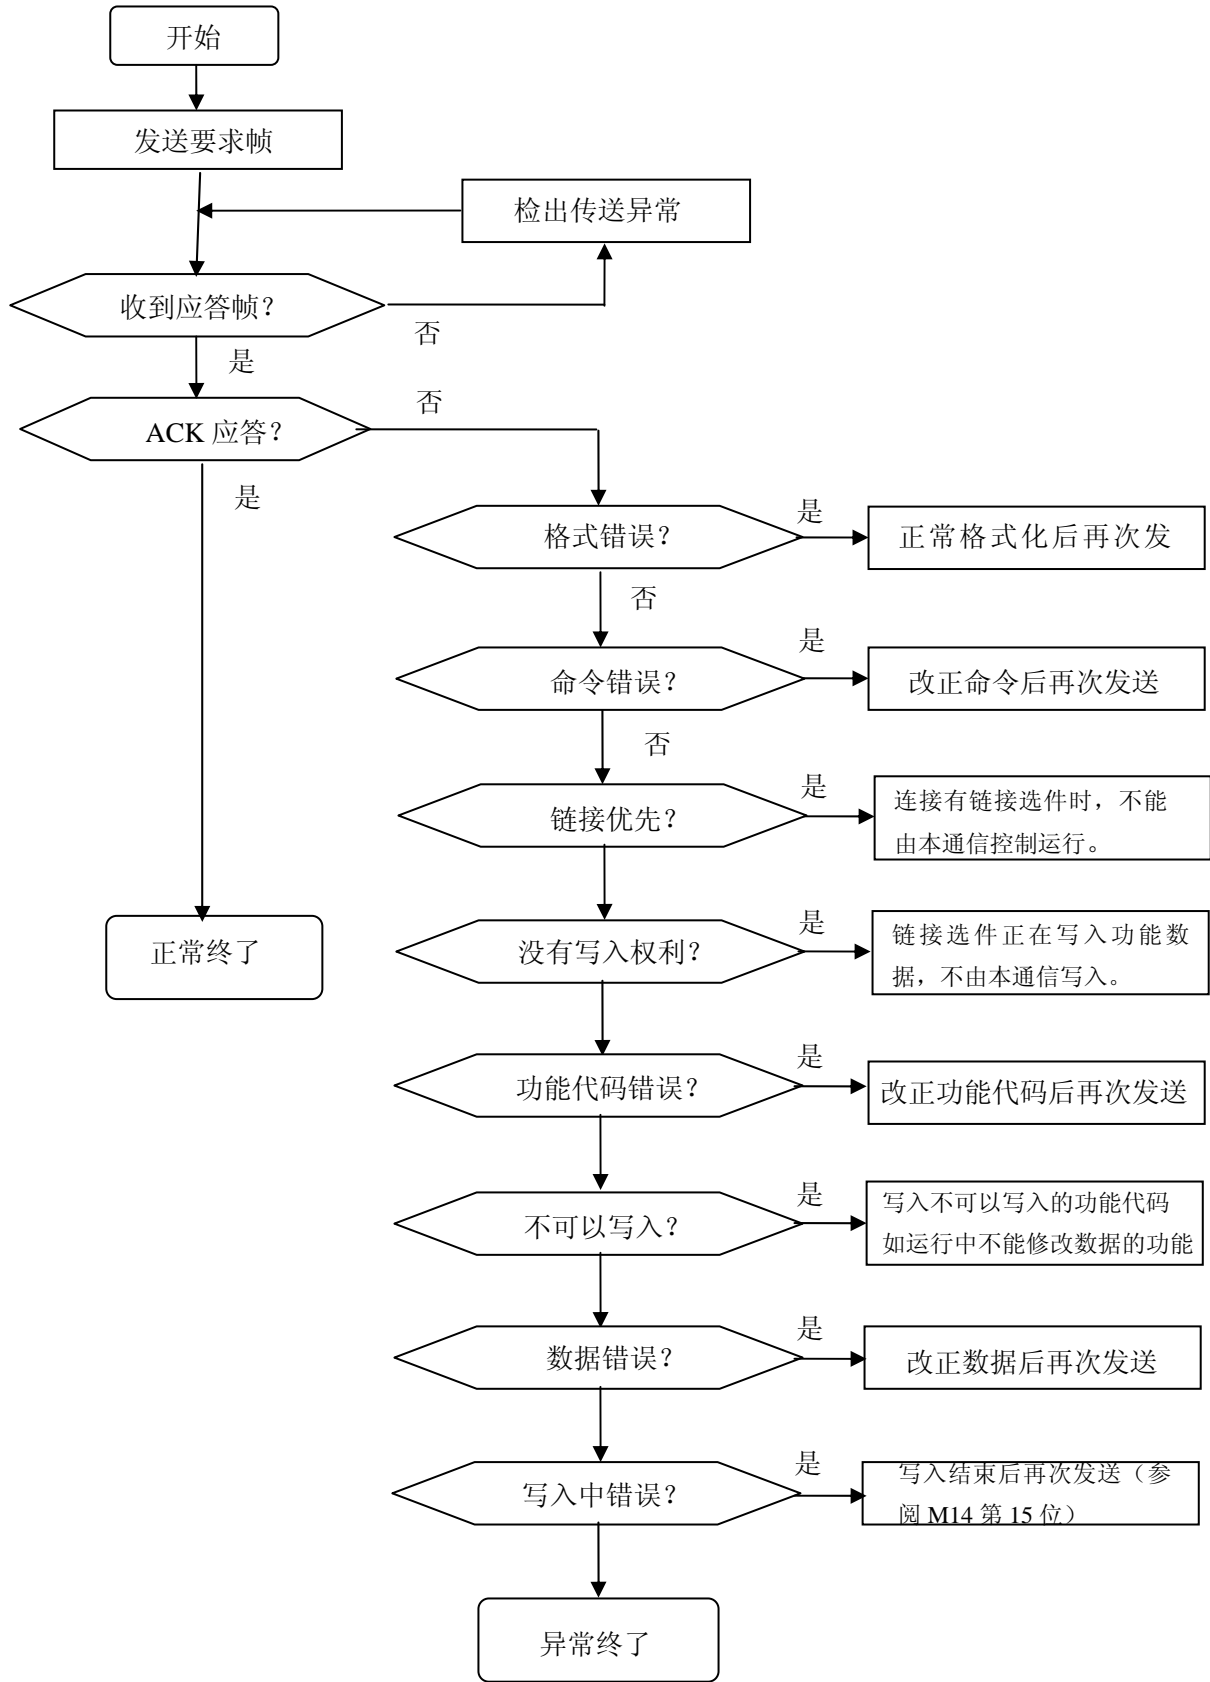 开始
发送要求帧
检出传送异常
收到应答帧？
否
是
否
ACK 应答？
是
是
格式错误？
正常格式化后再次发
否
是
命令错误？
改正命令后再次发送
否
是
链接优先？
连接有链接选件时，不能
由本通信控制运行。
是
没有写入权利？
链接选件正在写入功能数
据，不由本通信写入。
正常终了
是
功能代码错误？
改正功能代码后再次发送
是
不可以写入？
写入不可以写入的功能代码
如运行中不能修改数据的功能
是
数据错误？
改正数据后再次发送
是
写入中错误？
写入结束后再次发送（参
阅 M14 第 15 位）
异常终了